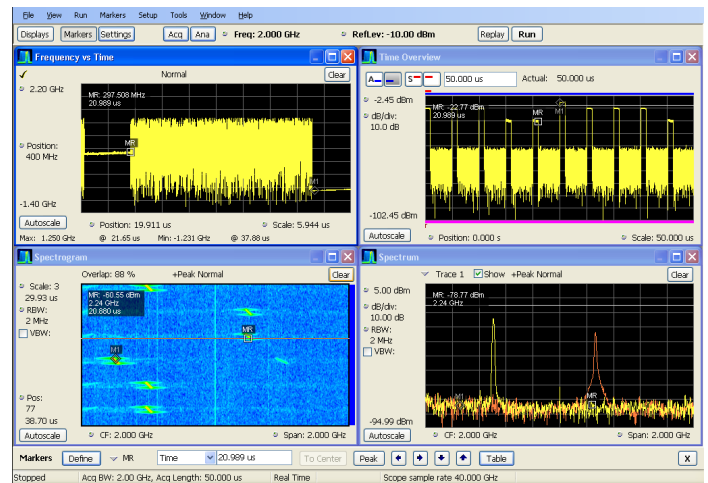 File View Run Markers Setup Tools Window Help
Displays Markers Settings Acq Ana Freq: 2.000 GHz RefLev: -10.00 dBm Replay Run
Frequency vs Time
Normal Clear
2.20 GHz
MR: 297.508 MHz
20.989 us
Position:
400 MHz
MR
M1
-1.40 GHz
Autoscale Position: 19.911 us Scale: 5.944 us
Max: 1.250 GHz @ 21.65 us Min: -1.231 GHz @ 37.88 us
Time Overview
A S 50.000 us Actual: 50.000 us
-2.45 dBm
MR: -22.77 dBm
20.989 us
dB/div:
10.0 dB
MR
M1
-102.45 dBm
Autoscale Position: 0.000 s Scale: 50.000 us
Spectrogram
Overlap: 88 % +Peak Normal Clear
Scale: 3
29.93 us
MR: -60.55 dBm
2.24 GHz
20.880 us
RBW:
2 MHz
VBW:
MR
M1
Pos:
77
38.70 us
Autoscale CF: 2.000 GHz Span: 2.000 GHz
Spectrum
Trace 1 Show +Peak Normal Clear
5.00 dBm
MR: -78.77 dBm
2.24 GHz
dB/div:
10.00 dB
RBW:
2 MHz
VBW:
M1
MR
-94.99 dBm
Autoscale CF: 2.000 GHz Span: 2.000 GHz
Markers Define MR Time 20.989 us To Center Peak Table X
Stopped Acq BW: 2.00 GHz, Acq Length: 50.000 us Real Time Scope sample rate 40.000 GHz